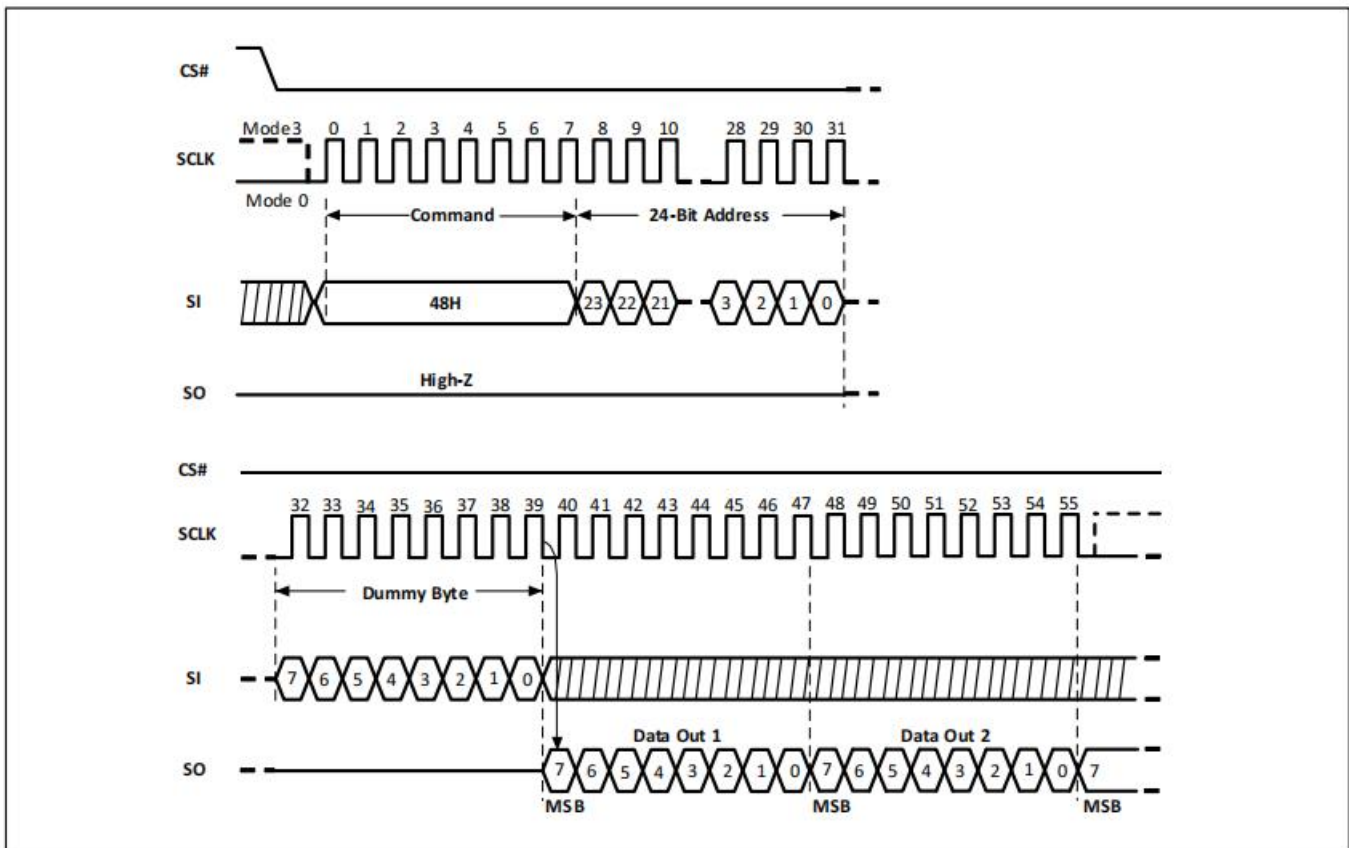 CS#
Mode3 0 1 2 3 4 5 6 7 8 9 10 28 29 30 31
SCLK
Mode 0
Command 24-Bit Address
SI 48H 23 22 21 3 2 1 0
High-Z
SO
CS#
32 33 34 35 36 37 38 39 40 41 42 43 44 45 46 47 48 49 50 51 52 53 54 55
SCLK
Dummy Byte
SI 7 6 5 4 3 2 1 0
Data Out 1 Data Out 2
SO 7 6 5 4 3 2 1 0 7 6 5 4 3 2 1 0 7
MSB MSB MSB